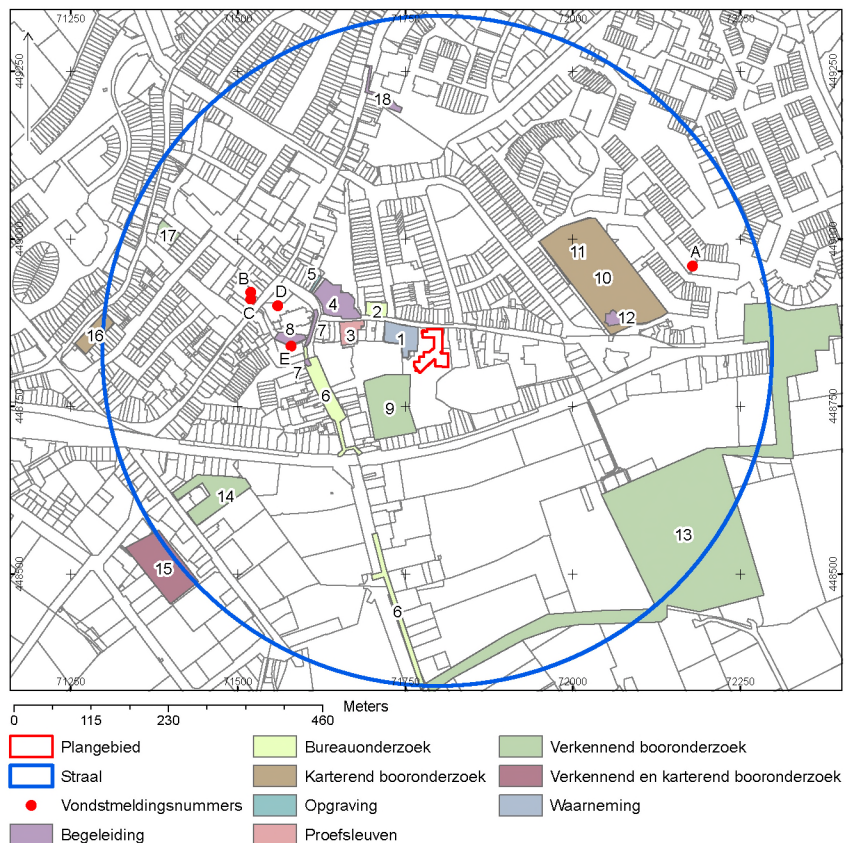 71250 71500 71750 72000 72250
449250 449250
18
17
449000 449000
11
A
10
5
B
D
C
4
2
12
8
7
3
1
16
E
7
6
9
448750 448750
14
13
15
448500 448500
6
71250 71500 71750 72000 72250
Meters
0 115 230 460
Plangebied
Straal
Vondstmeldingsnummers
Begeleiding
Bureauonderzoek
Karterend booronderzoek
Opgraving
Proefsleuven
Verkennend booronderzoek
Verkennend en karterend booronderzoek
Waarneming